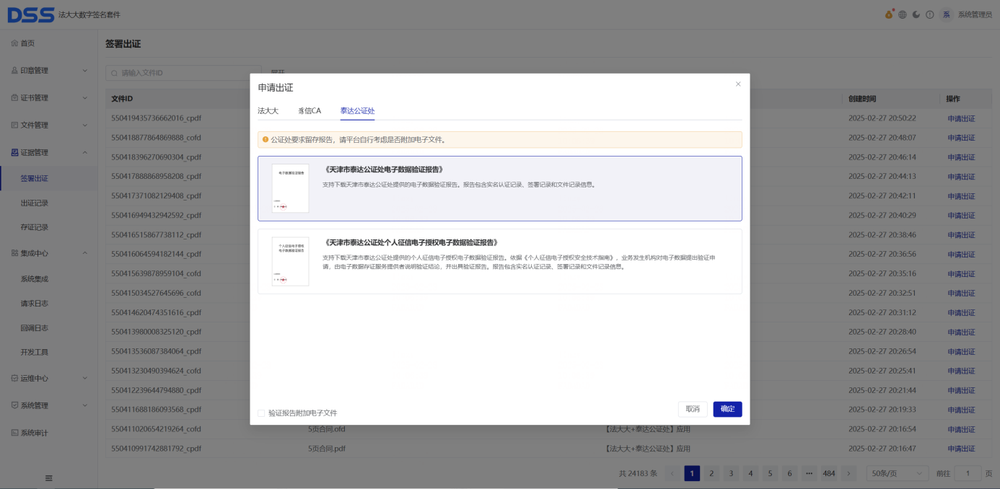 DSS 法大大数字签名套件
系 系统管理员
首页
印章管理
证书管理
文件管理
证据管理
签署出证
出证记录
存证记录
集成中心
系统集成
请求日志
回调日志
开发工具
运维中心
系统管理
系统审计
签署出证
请输入文件ID 展开
文件ID 创建时间 操作
550419435736662016_cpdf 2025-02-27 20:50:22 申请出证
550418877864869888_cofd 2025-02-27 20:48:07 申请出证
550418396270690304_cpdf 2025-02-27 20:46:14 申请出证
550417888868958208_cpdf 2025-02-27 20:44:13 申请出证
550417371082129408_cpdf 2025-02-27 20:42:11 申请出证
550416949432942592_cpdf 2025-02-27 20:40:29 申请出证
550416515867738112_cpdf 2025-02-27 20:38:46 申请出证
550416064594182144_cpdf 2025-02-27 20:36:56 申请出证
550415639878959104_cofd 2025-02-27 20:35:16 申请出证
550415034527645696_cofd 2025-02-27 20:32:51 申请出证
550414620474351616_cpdf 2025-02-27 20:31:12 申请出证
550413980008325120_cpdf 2025-02-27 20:28:40 申请出证
550413536087384064_cpdf 2025-02-27 20:26:54 申请出证
550413230490394624_cofd 2025-02-27 20:25:41 申请出证
550412239644794880_cpdf 2025-02-27 20:21:44 申请出证
550411688186093568_cpdf 2025-02-27 20:19:33 申请出证
550411020654219264_cofd 5页合同.ofd 【法大大+泰达公证处】应用 2025-02-27 20:16:54 申请出证
550410991742881792_cpdf 5页合同.pdf 【法大大+泰达公证处】应用 2025-02-27 20:16:47 申请出证
共 24183 条 1 2 3 4 5 6 ••• 484 50条/页 前往 1 页
申请出证
法大大 豸信CA 泰达公证处
公证处要求留存报告，请平台自行考虑是否附加电子文件。
电子数据验证报告
《天津市泰达公证处电子数据验证报告》
支持下载天津市泰达公证处提供的电子数据验证报告。报告包含实名认证记录、签署记录和文件记录信息。
个人征信电子授权
电子数据验证报告
《天津市泰达公证处个人征信电子授权电子数据验证报告》
支持下载天津市泰达公证处提供的个人征信电子授权电子数据验证报告。依据《个人征信电子授权安全技术指南》，业务发生机构对电子数据提出验证申
请，由电子数据存证服务提供者说明验证结论，并出具验证报告。报告包含实名认证记录、签署记录和文件记录信息。
验证报告附加电子文件
取消 确定